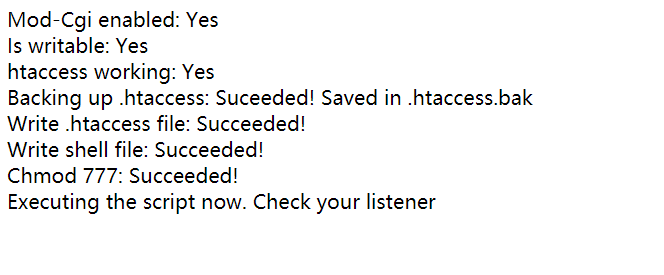 Mod-Cgi enabled: Yes
Is writable: Yes
htaccess working: Yes
Backing up .htaccess: Suceeded! Saved in .htaccess.bak
Write .htaccess file: Succeeded!
Write shell file: Succeeded!
Chmod 777: Succeeded!
Executing the script now. Check your listener